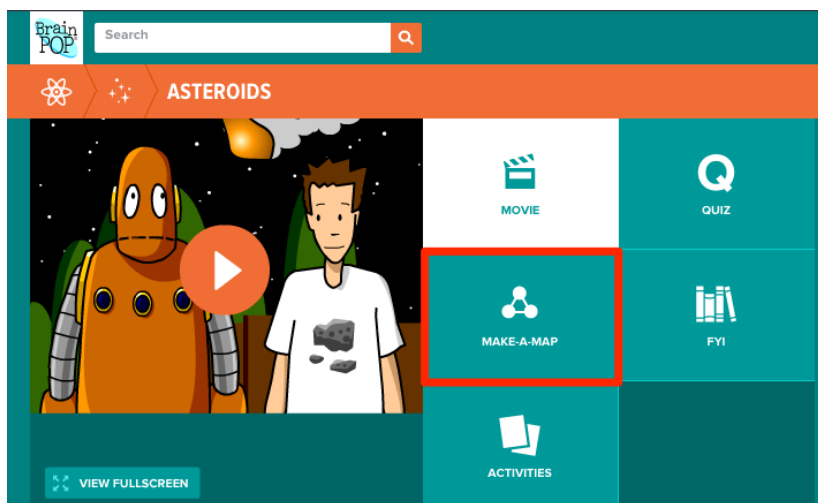 Brain
POP
Search
ASTEROIDS
MOVIE
QUIZ
MAKE-A-MAP
FYI
ACTIVITIES
VIEW FULLSCREEN